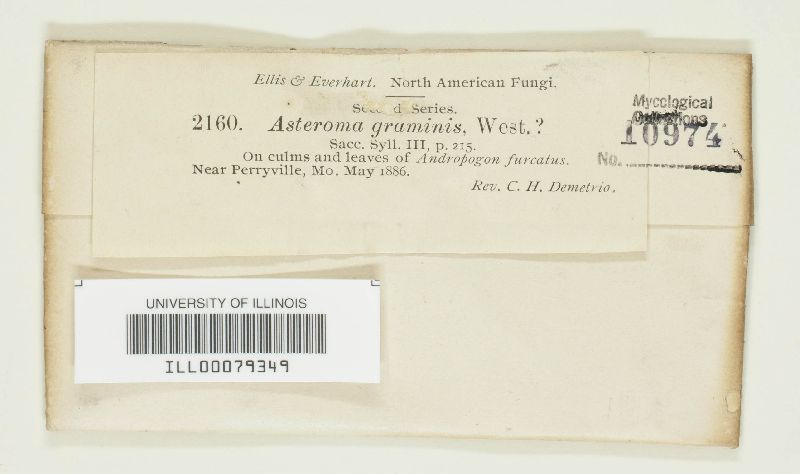 Ellis & Everhart. North American Fungi.
Second Series.
2160. Asteroma graminis, West.?
Sacc. Syll. III, p. 215.
On culms and leaves of Andropogon furcatus.
Near Perryville, Mo. May 1886.
Rev. C. H. Demetrio.
Mycological
Collections
10974
No.
UNIVERSITY OF ILLINOIS
ILL00079349